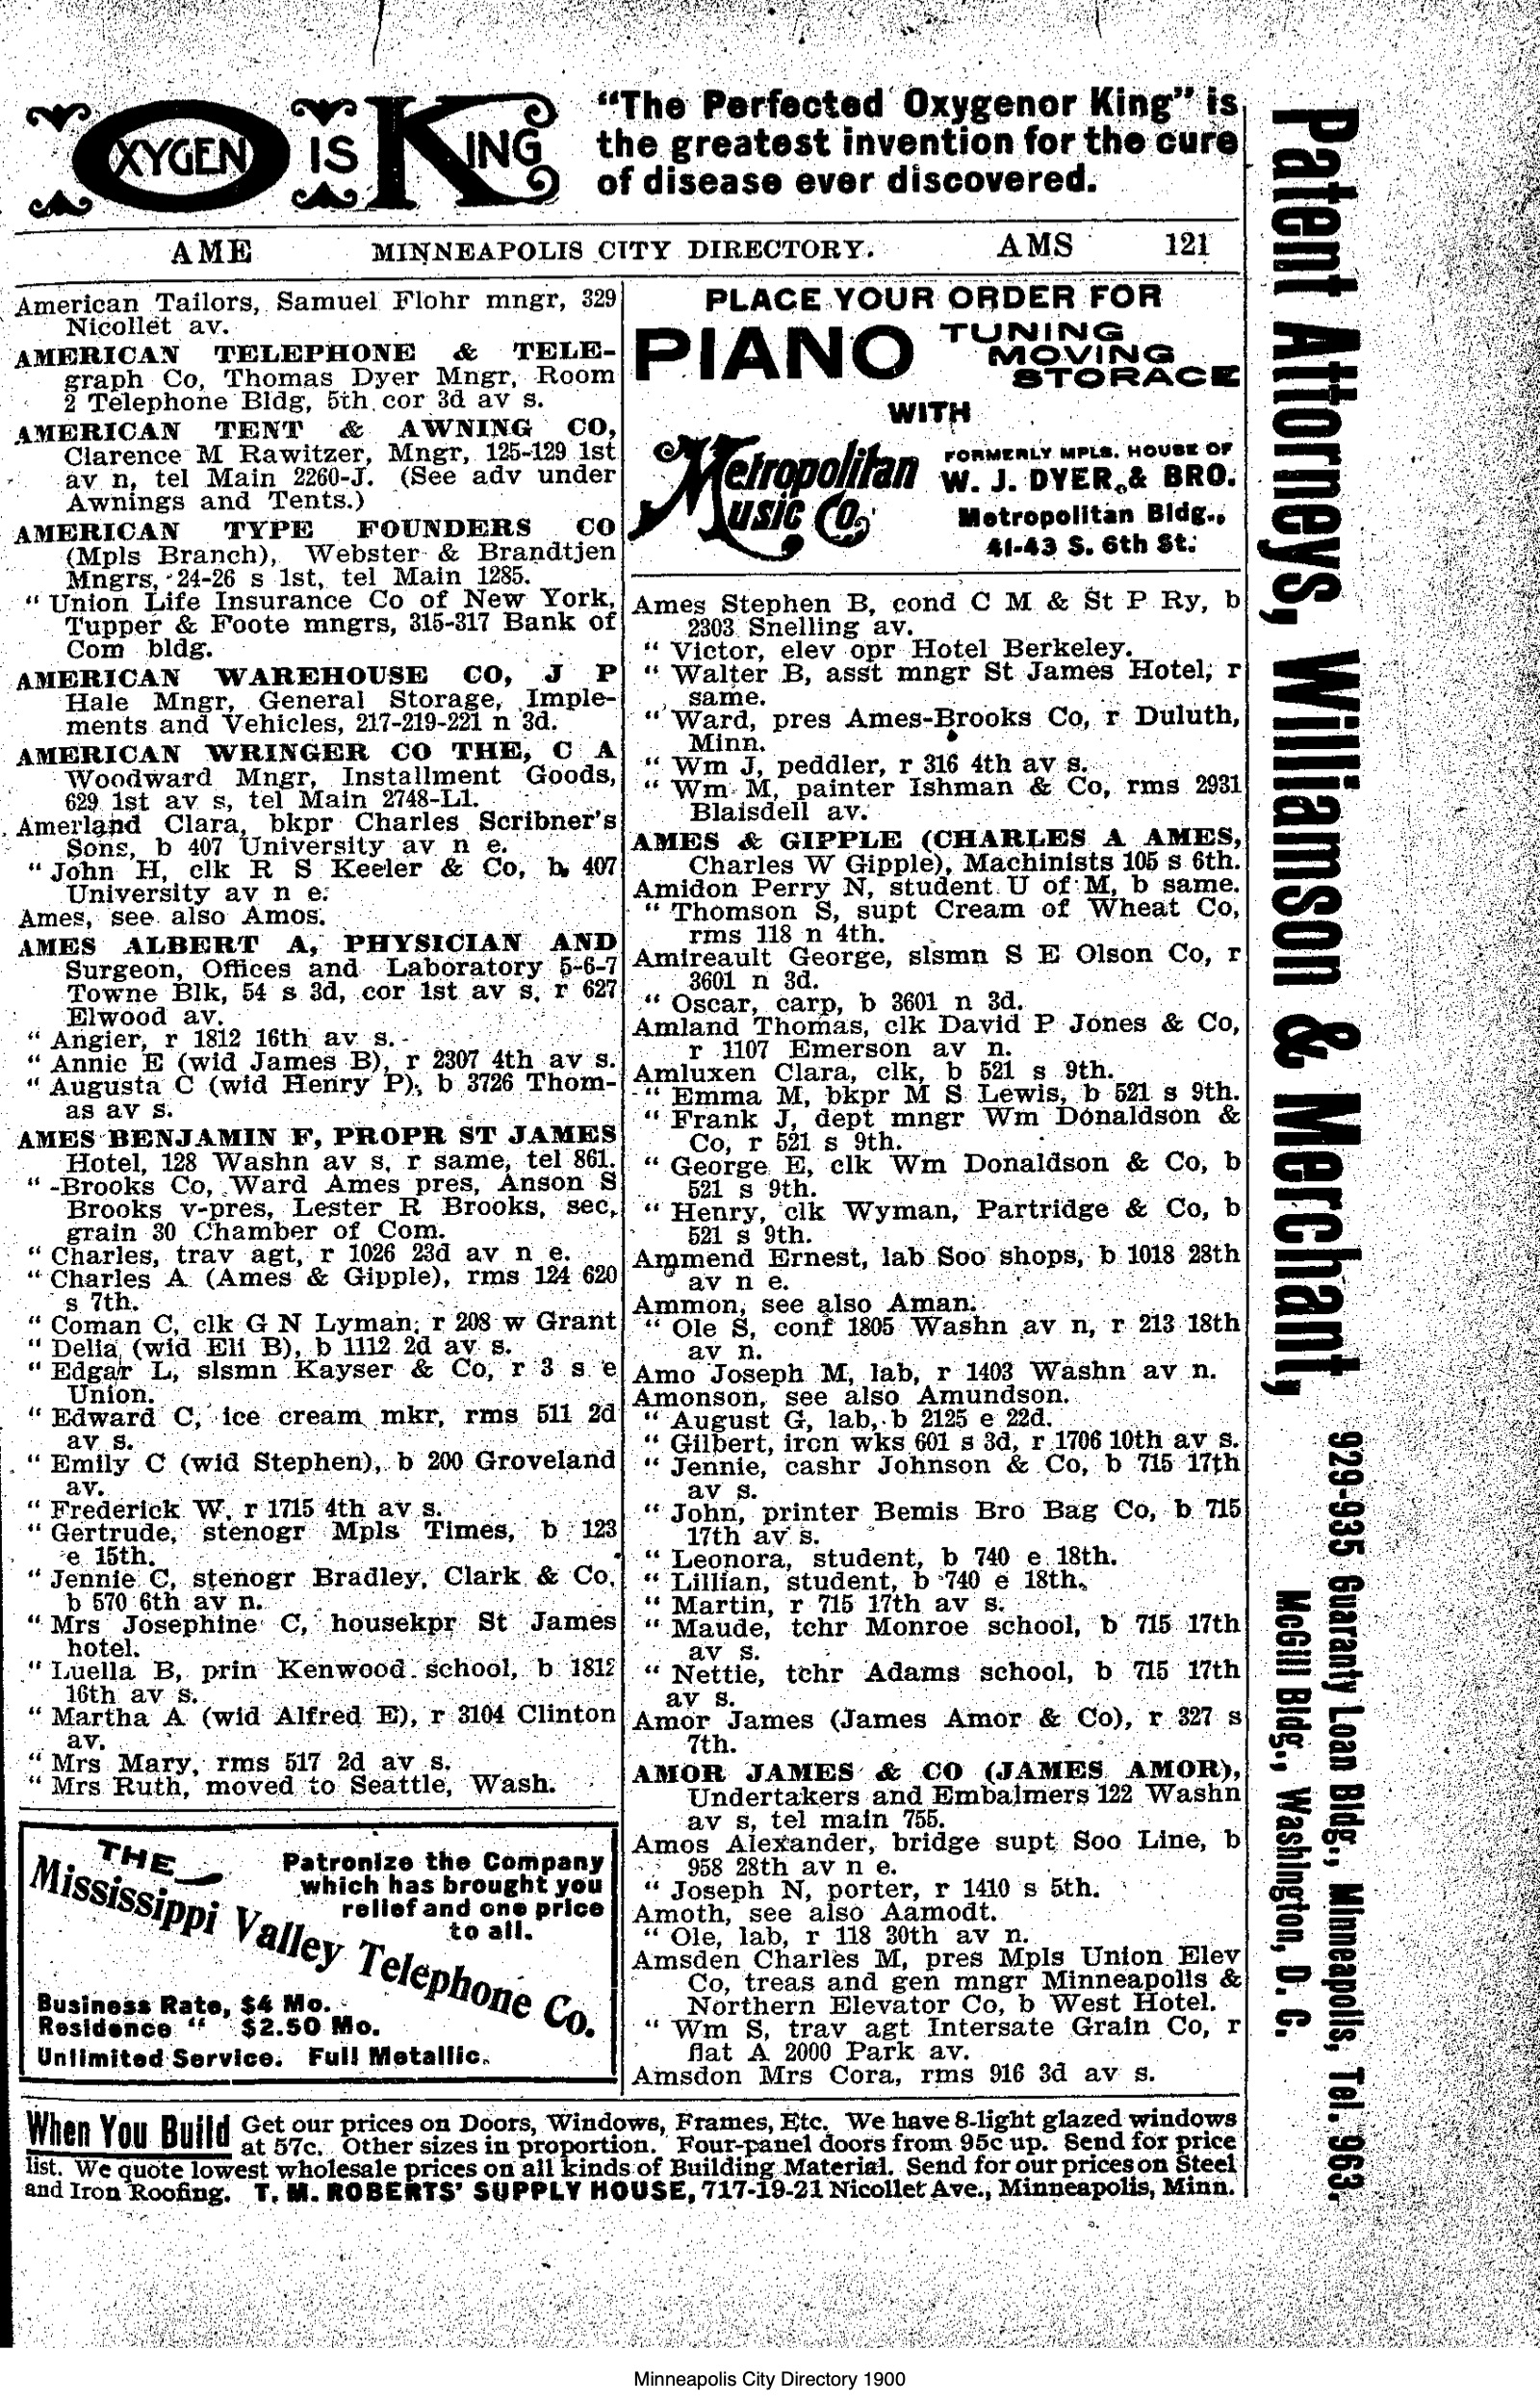 OXYGEN IS KING
"The Perfected Oxygenor King" is
the greatest invention for the cure
of disease ever discovered.
AME MINNEAPOLIS CITY DIRECTORY. AMS 121
American Tailors, Samuel Flohr mngr, 329
Nicollet av.
AMERICAN TELEPHONE & TELE-
graph Co, Thomas Dyer Mngr, Room
2 Telephone Bldg, 5th cor 3d av s.
AMERICAN TENT & AWNING CO,
Clarence M Rawitzer, Mngr, 125-129 1st
av n, tel Main 2260-J. (See adv under
Awnings and Tents.)
AMERICAN TYPE FOUNDERS CO
(Mpls Branch), Webster & Brandtjen
Mngrs, 24-26 s 1st, tel Main 1285.
" Union Life Insurance Co of New York,
Tupper & Foote mngrs, 315-317 Bank of
Com bldg.
AMERICAN WAREHOUSE CO, J P
Hale Mngr, General Storage, Imple-
ments and Vehicles, 217-219-221 n 3d.
AMERICAN WRINGER CO THE, C A
Woodward Mngr, Installment Goods,
629 1st av s, tel Main 2748-L1.
Amerland Clara, bkpr Charles Scribner's
Sons, b 407 University av n e.
" John H, clk R S Keeler & Co, b 407
University av n e.
Ames, see also Amos.
AMES ALBERT A, PHYSICIAN AND
Surgeon, Offices and Laboratory 5-6-7
Towne Blk, 54 s 3d, cor 1st av s, r 627
Elwood av.
" Angier, r 1812 16th av s.
" Annie E (wid James B), r 2307 4th av s.
" Augusta C (wid Henry P), b 3726 Thom-
as av s.
AMES BENJAMIN F, PROPR ST JAMES
Hotel, 128 Washn av s, r same, tel 861.
" -Brooks Co, Ward Ames pres, Anson S
Brooks v-pres, Lester R Brooks, sec,
grain 30 Chamber of Com.
" Charles, trav agt, r 1026 23d av n e.
" Charles A (Ames & Gipple), rms 124 620
s 7th.
" Coman C, clk G N Lyman, r 208 w Grant
" Delia (wid Eli B), b 1112 2d av s.
" Edgar L, slsmn Kayser & Co, r 3 s e
Union.
" Edward C, ice cream mkr, rms 511 2d
av s.
" Emily C (wid Stephen), b 200 Groveland
av.
" Frederick W, r 1715 4th av s.
" Gertrude, stenogr Mpls Times, b 123
e 15th.
" Jennie C, stenogr Bradley, Clark & Co,
b 570 6th av n.
" Mrs Josephine C, housekpr St James
hotel.
" Luella B, prin Kenwood school, b 1812
16th av s.
" Martha A (wid Alfred E), r 3104 Clinton
av.
" Mrs Mary, rms 517 2d av s.
" Mrs Ruth, moved to Seattle, Wash.
THE
Mississippi Valley Telephone Co.
Patronize the Company
which has brought you
relief and one price
to all.
Business Rate, $4 Mo.
Residence " $2.50 Mo.
Unlimited Service. Full Metallic.
PLACE YOUR ORDER FOR
PIANO TUNING
MOVING
STORAGE
WITH
Metropolitan
Music Co.
FORMERLY MPLS. HOUSE OF
W. J. DYER & BRO.
Metropolitan Bldg.,
41-43 S. 6th St.
Ames Stephen B, cond C M & St P Ry, b
2303 Snelling av.
" Victor, elev opr Hotel Berkeley.
" Walter B, asst mngr St James Hotel, r
same.
" Ward, pres Ames-Brooks Co, r Duluth,
Minn.
" Wm J, peddler, r 316 4th av s.
" Wm M, painter Ishman & Co, rms 2931
Blaisdell av.
AMES & GIPPLE (CHARLES A AMES,
Charles W Gipple), Machinists 105 s 6th.
Amidon Perry N, student U of M, b same.
" Thomson S, supt Cream of Wheat Co,
rms 118 n 4th.
Amireault George, slsmn S E Olson Co, r
3601 n 3d.
" Oscar, carp, b 3601 n 3d.
Amland Thomas, clk David P Jones & Co,
r 1107 Emerson av n.
Amluxen Clara, clk, b 521 s 9th.
" Emma M, bkpr M S Lewis, b 521 s 9th.
" Frank J, dept mngr Wm Donaldson &
Co, r 521 s 9th.
" George E, clk Wm Donaldson & Co, b
521 s 9th.
" Henry, clk Wyman, Partridge & Co, b
521 s 9th.
Ammend Ernest, lab Soo shops, b 1018 28th
av n e.
Ammon, see also Aman.
" Ole S, conf 1805 Washn av n, r 213 18th
av n.
Amo Joseph M, lab, r 1403 Washn av n.
Amonson, see also Amundson.
" August G, lab, b 2125 e 22d.
" Gilbert, iron wks 601 s 3d, r 1706 10th av s.
" Jennie, cashr Johnson & Co, b 715 17th
av s.
" John, printer Bemis Bro Bag Co, b 715
17th av s.
" Leonora, student, b 740 e 18th.
" Lillian, student, b 740 e 18th.
" Martin, r 715 17th av s.
" Maude, tchr Monroe school, b 715 17th
av s.
" Nettie, tchr Adams school, b 715 17th
av s.
Amor James (James Amor & Co), r 327 s
7th.
AMOR JAMES & CO (JAMES AMOR),
Undertakers and Embalmers 122 Washn
av s, tel main 755.
Amos Alexander, bridge supt Soo Line, b
958 28th av n e.
" Joseph N, porter, r 1410 s 5th.
Amoth, see also Aamodt.
" Ole, lab, r 118 30th av n.
Amsden Charles M, pres Mpls Union Elev
Co, treas and gen mngr Minneapolis &
Northern Elevator Co, b West Hotel.
" Wm S, trav agt Intersate Grain Co, r
flat A 2000 Park av.
Amsdon Mrs Cora, rms 916 3d av s.
When You Build Get our prices on Doors, Windows, Frames, Etc. We have 8-light glazed windows
at 57c. Other sizes in proportion. Four-panel doors from 95c up. Send for price
list. We quote lowest wholesale prices on all kinds of Building Material. Send for our prices on Steel
and Iron Roofing. T. M. ROBERTS' SUPPLY HOUSE, 717-19-21 Nicollet Ave., Minneapolis, Minn.
Patent Attorneys, Williamson & Merchant,
929-935 Guaranty Loan Bldg., Minneapolis, Tel. 963.
McGill Bldg., Washington, D. C.
Minneapolis City Directory 1900